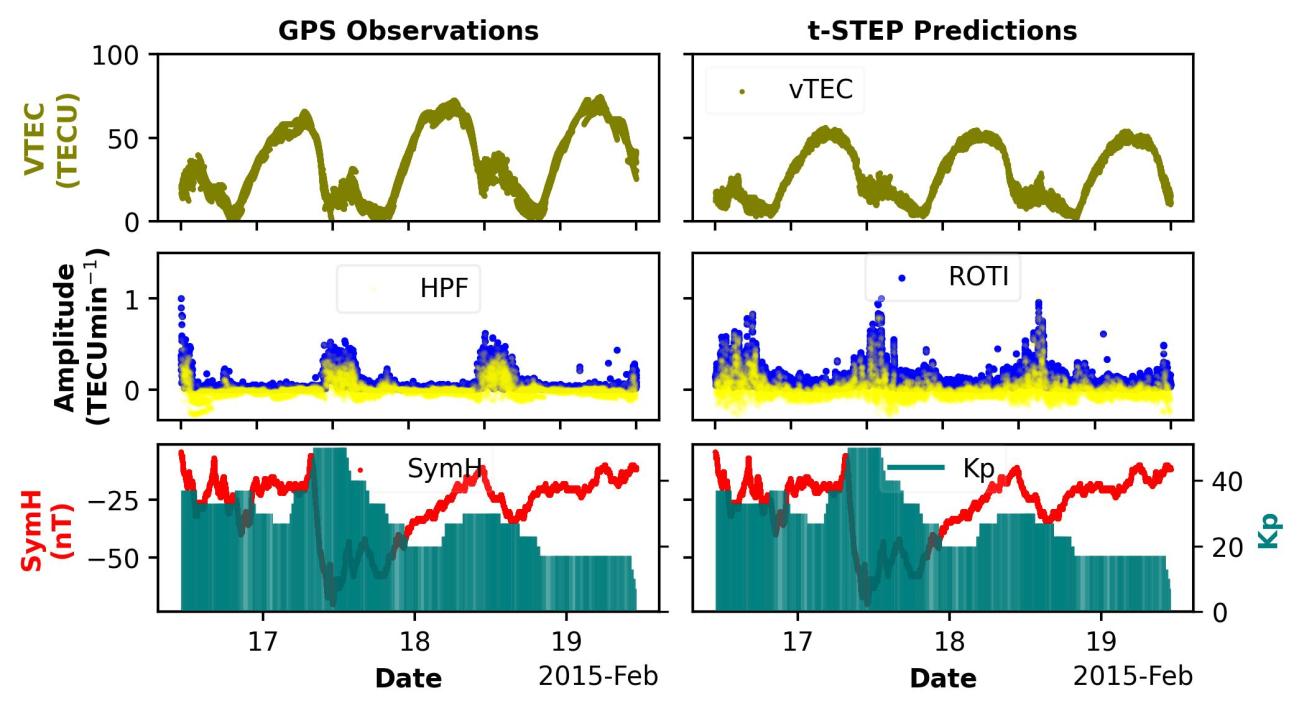 GPS Observations
t-STEP Predictions
VTEC
(TECU)
100
50
0
vTEC
Amplitude
(TECUmin⁻¹)
1
0
HPF
ROTI
SymH
(nT)
−25
−50
SymH
Kp
40
20
0
Kp
17
18
19
17
18
19
Date
2015-Feb
Date
2015-Feb